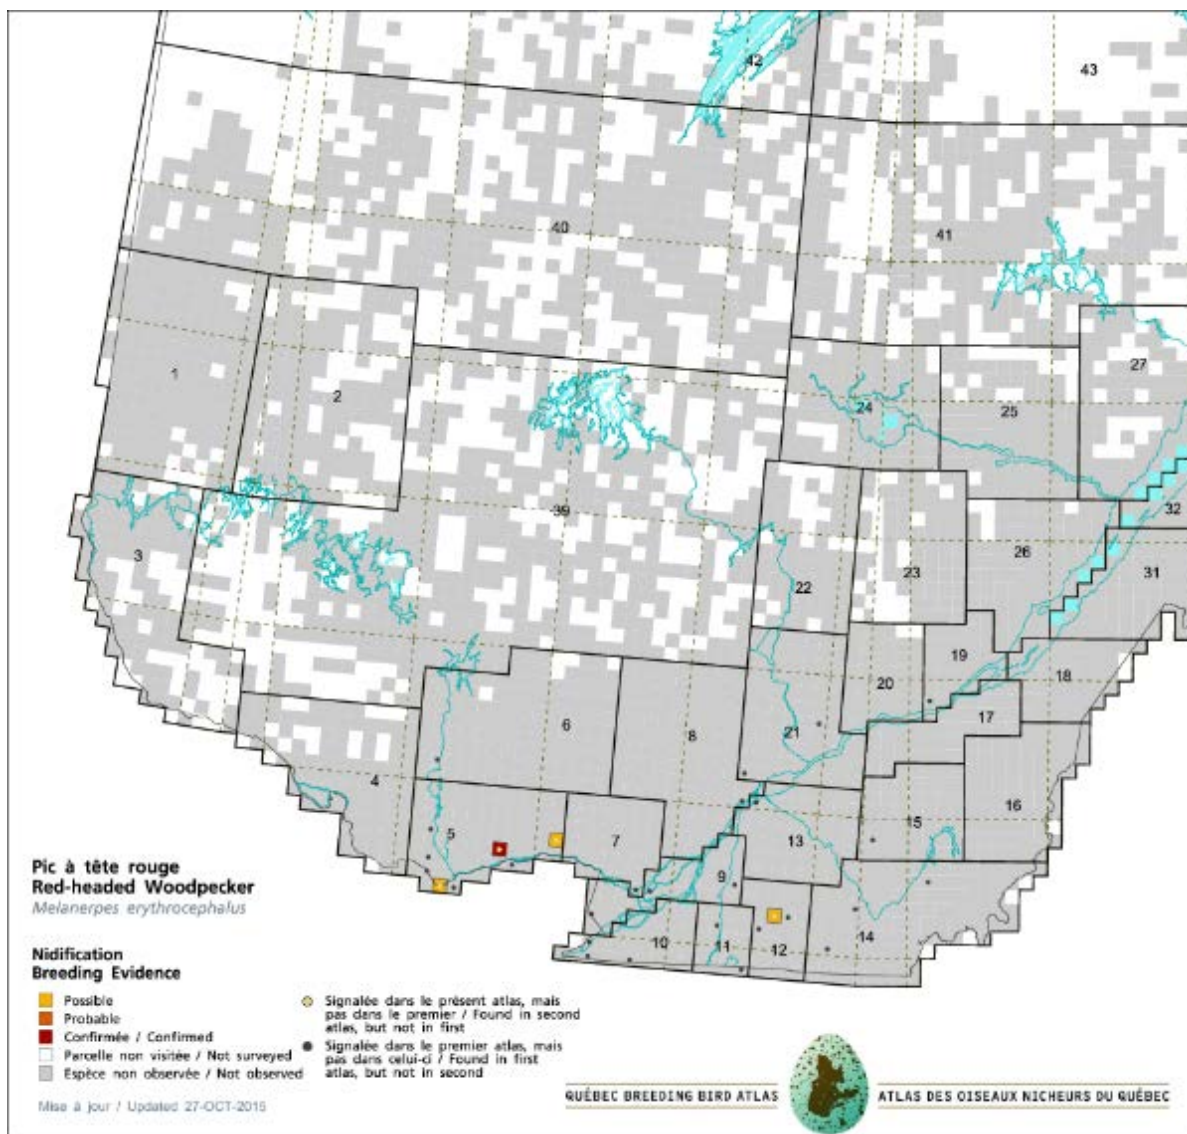 42
43
40
41
1
2
27
24
25
39
32
3
26
31
23
22
19
18
20
17
6
8
21
4
16
5
7
13
15
9
10
11
12
14
Pic à tête rouge
Red-headed Woodpecker
Melanerpes erythrocephalus
Nidification
Breeding Evidence
Possible
Probable
Confirmée / Confirmed
Parcelle non visitée / Not surveyed
Espèce non observée / Not observed
Signalée dans le présent atlas, mais
pas dans le premier / Found in second
atlas, but not in first
Signalée dans le premier atlas, mais
pas dans celui-ci / Found in first
atlas, but not in second
Mise à jour / Updated 27-OCT-2015
QUÉBEC BREEDING BIRD ATLAS
ATLAS DES OISEAUX NICHEURS DU QUÉBEC